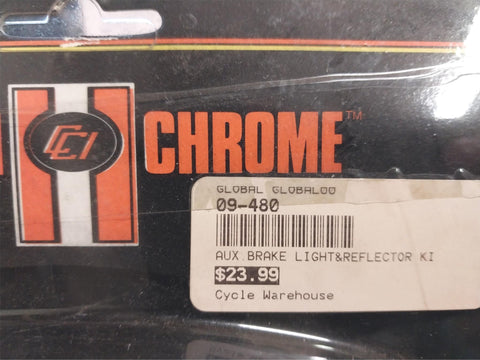 CCI
CHROME™
GLOBAL GLOBAL00
09-480
AUX.BRAKE LIGHT&REFLECTOR KI
$23.99
Cycle Warehouse